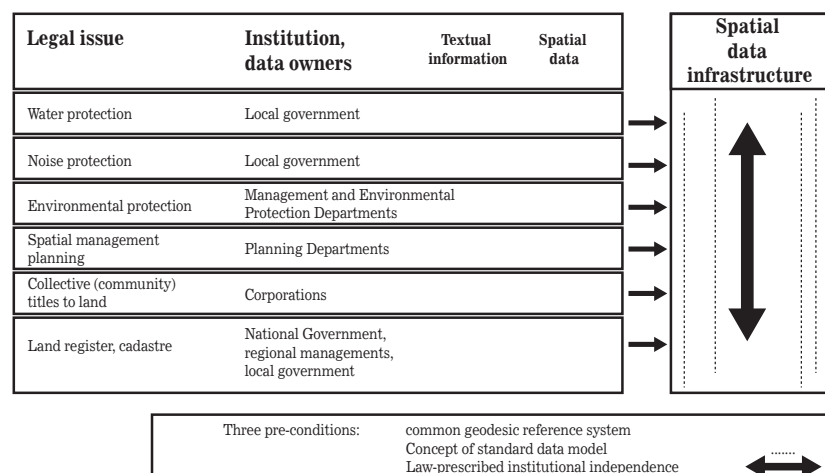 Legal issue
Institution,
data owners
Textual
information
Spatial
data
Spatial
data
infrastructure
Water protection
Local government
Noise protection
Local government
Environmental protection
Management and Environmental
Protection Departments
Spatial management
planning
Planning Departments
Collective (community)
titles to land
Corporations
Land register, cadastre
National Government,
regional managements,
local government
Three pre-conditions:
common geodesic reference system
Concept of standard data model
Law-prescribed institutional independence